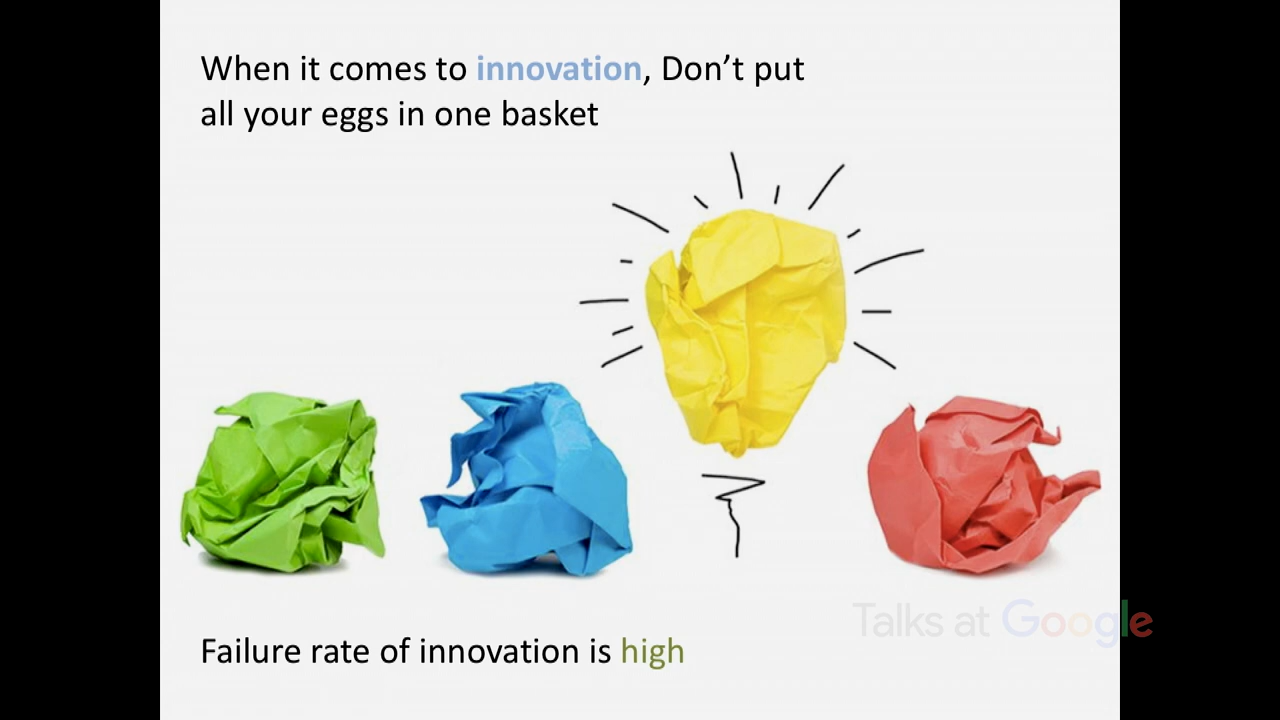 When it comes to innovation, Don’t put
all your eggs in one basket
Talks at Google
Failure rate of innovation is high